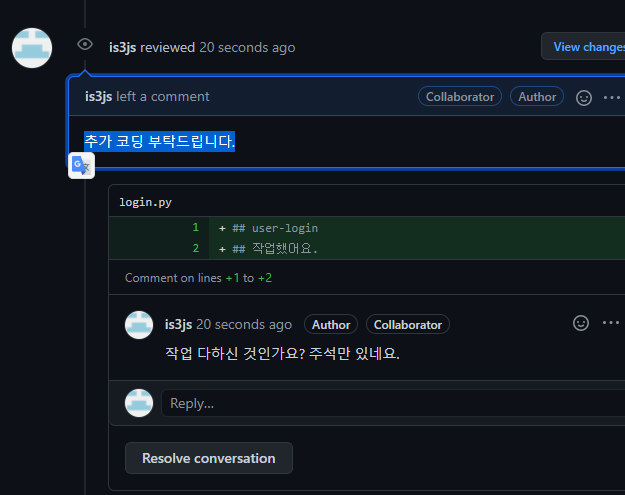 is3js reviewed 20 seconds ago
View changes
is3js left a comment
Collaborator
Author
추가 코딩 부탁드립니다.
login.py
1 + ## user-login
2 + ## 작업했어요.
Comment on lines +1 to +2
is3js 20 seconds ago Author Collaborator
작업 다하신 것인가요? 주석만 있네요.
Reply...
Resolve conversation